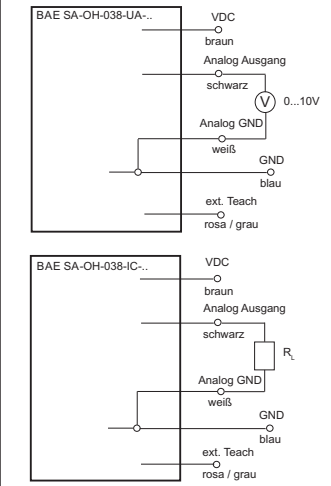 BAE SA-OH-038-UA-..
VDC
braun
Analog Ausgang
schwarz
V
0...10V
Analog GND
weiß
GND
blau
ext. Teach
rosa / grau
BAE SA-OH-038-IC-..
VDC
braun
Analog Ausgang
schwarz
RL
Analog GND
weiß
GND
blau
ext. Teach
rosa / grau